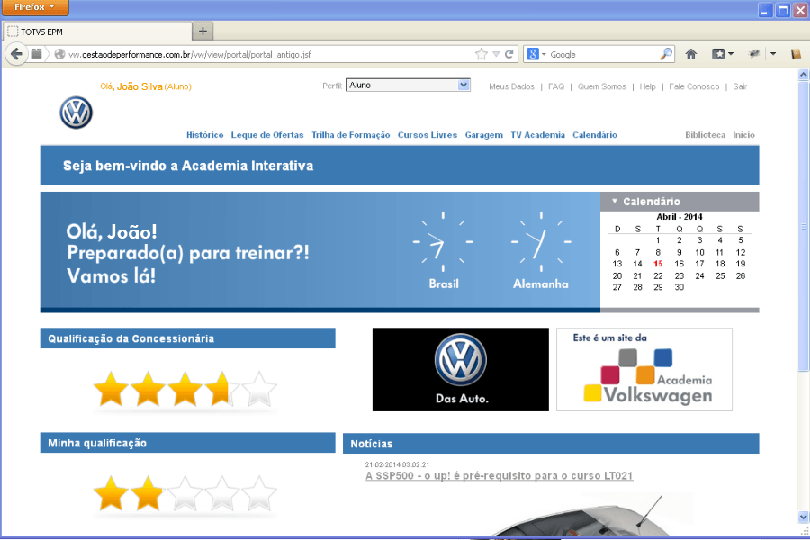 Firefox
TOTVS EPM
vw.cestaodeperformance.com.br/vw/view/portal/portal_antigo.jsf
Google
Olá, João Silva (Aluno)
Perfil: Auno
Meus Dados | FAQ | Quem Somos | Help | Fale Conosco | Sair
Histórico Leque de Ofertas Trilha de Formação Cursos Livres Garagem TV Academia Calendário Biblioteca Início
Seja bem-vindo a Academia Interativa
Olá, João!
Preparado(a) para treinar?!
Vamos lá!
Brasil
Alemanha
Calendário
Abril - 2014
D S T Q Q S S
1 2 3 4 5
6 7 8 9 10 11 12
13 14 15 16 17 18 19
20 21 22 23 24 25 26
27 28 29 30
Qualificação da Concessionária
Das Auto.
Este é um site da
Academia
Volkswagen
Minha qualificação
Notícias
21-02-2014 03:02:21
A SSP500 - o up! é pré-requisito para o curso LT021